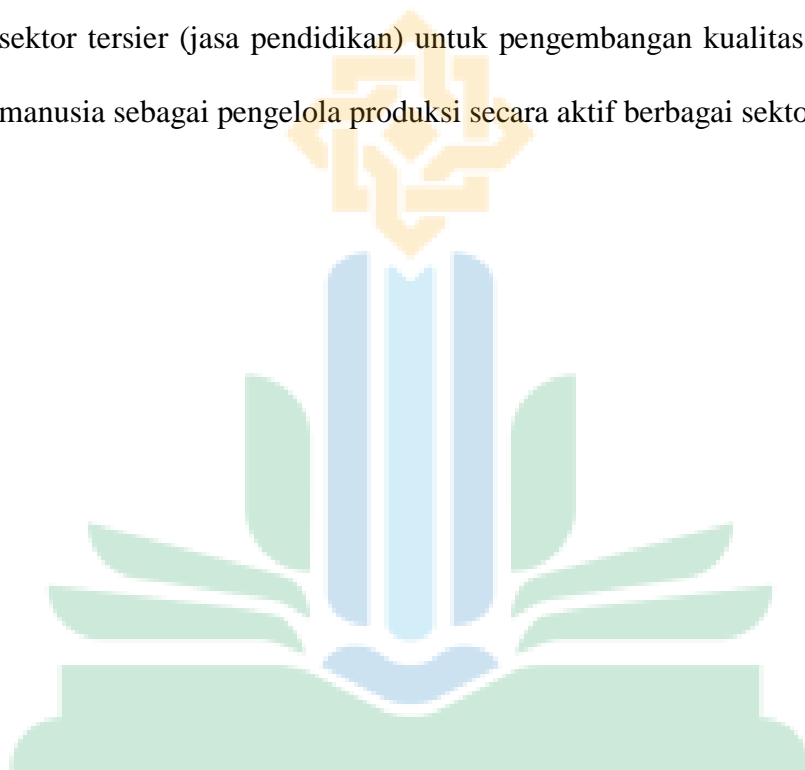 sektor tersier (jasa pendidikan) untuk pengembangan kualitas
manusia sebagai pengelola produksi secara aktif berbagai sekto